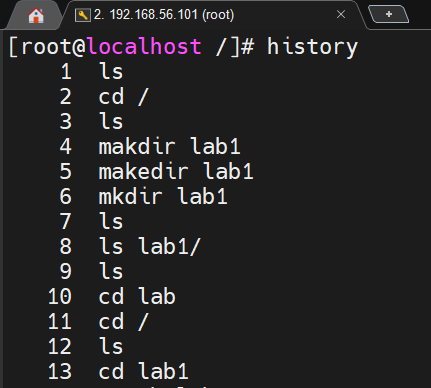 2. 192.168.56.101 (root)
[root@localhost /]# history
1 ls
2 cd /
3 ls
4 makdir lab1
5 makedir lab1
6 mkdir lab1
7 ls
8 ls lab1/
9 ls
10 cd lab
11 cd /
12 ls
13 cd lab1